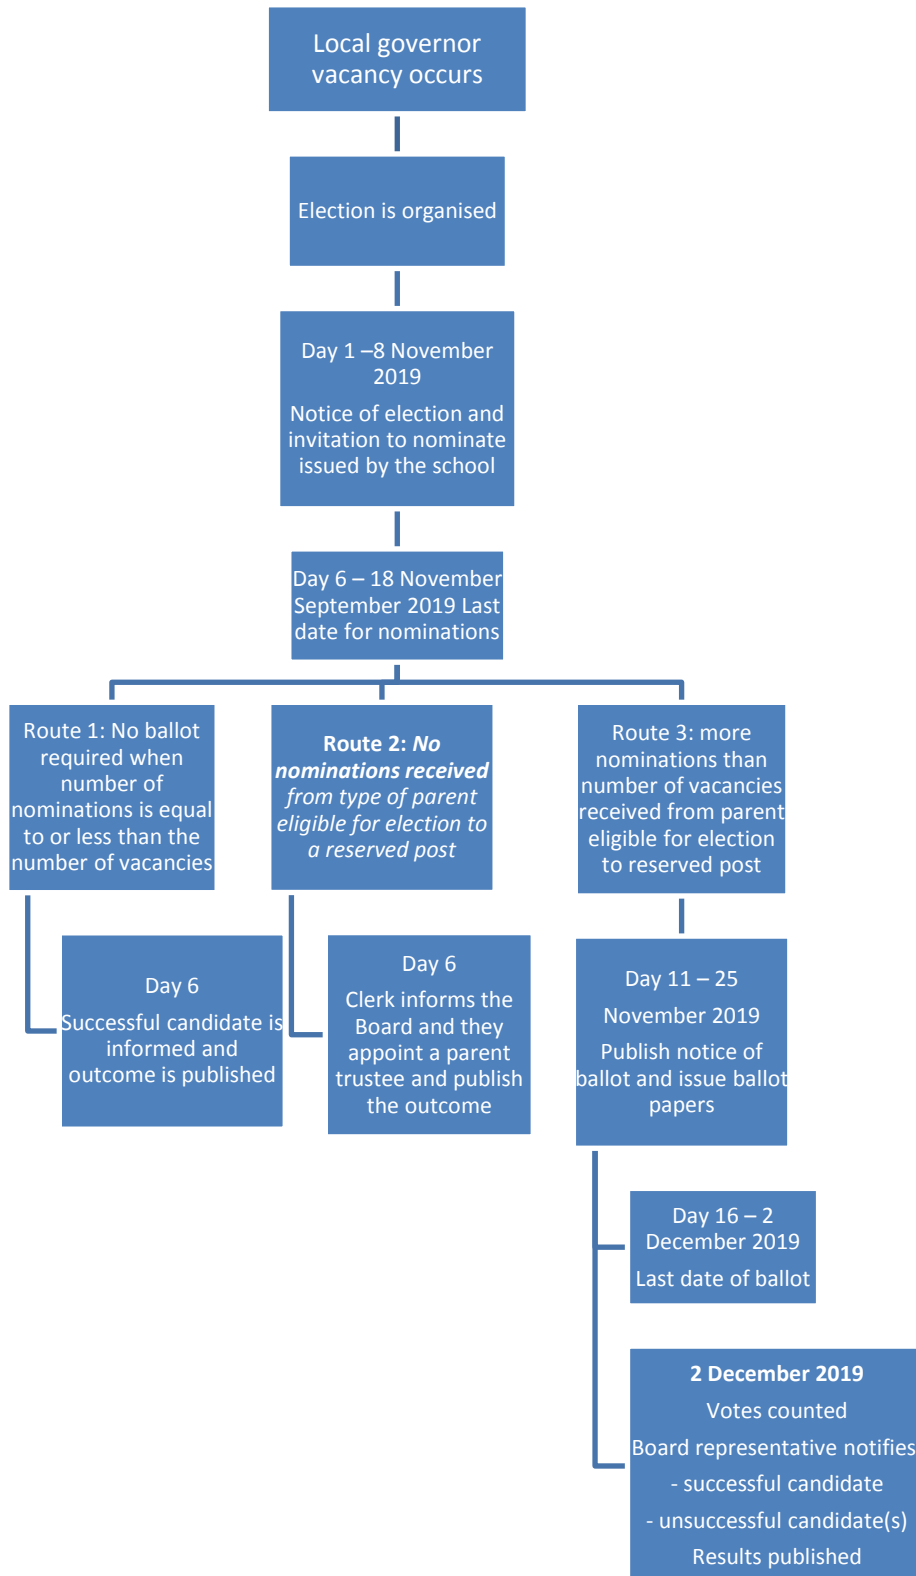 Local governor
vacancy occurs
Election is organised
Day 1 –8 November
2019
Notice of election and
invitation to nominate
issued by the school
Day 6 – 18 November
September 2019 Last
date for nominations
Route 1: No ballot
required when
number of
nominations is equal
to or less than the
number of vacancies
Day 6
Successful candidate is
informed and
outcome is published
Route 2: No
nominations received
from type of parent
eligible for election to
a reserved post
Day 6
Clerk informs the
Board and they
appoint a parent
trustee and publish
the outcome
Route 3: more
nominations than
number of vacancies
received from parent
eligible for election
to reserved post
Day 11 – 25
November 2019
Publish notice of
ballot and issue ballot
papers
Day 16 – 2
December 2019
Last date of ballot
2 December 2019
Votes counted
Board representative notifies
- successful candidate
- unsuccessful candidate(s)
Results published